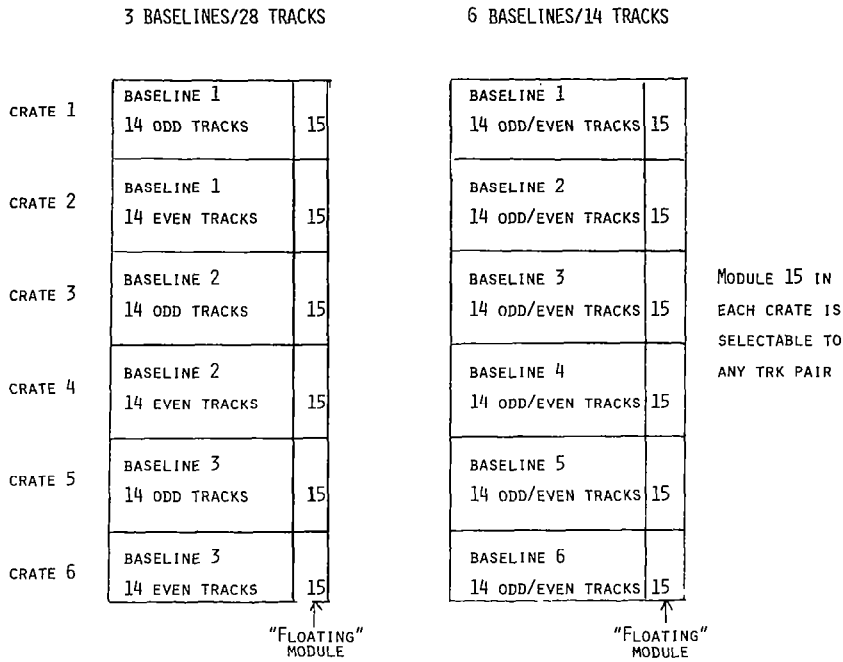 3 BASELINES/28 TRACKS
6 BASELINES/14 TRACKS
CRATE 1
BASELINE 1
14 ODD TRACKS 15
CRATE 2
BASELINE 1
14 EVEN TRACKS 15
CRATE 3
BASELINE 2
14 ODD TRACKS 15
CRATE 4
BASELINE 2
14 EVEN TRACKS 15
CRATE 5
BASELINE 3
14 ODD TRACKS 15
CRATE 6
BASELINE 3
14 EVEN TRACKS 15
"FLOATING"
MODULE
BASELINE 1
14 ODD/EVEN TRACKS 15
BASELINE 2
14 ODD/EVEN TRACKS 15
BASELINE 3
14 ODD/EVEN TRACKS 15
BASELINE 4
14 ODD/EVEN TRACKS 15
BASELINE 5
14 ODD/EVEN TRACKS 15
BASELINE 6
14 ODD/EVEN TRACKS 15
"FLOATING"
MODULE
MODULE 15 IN
EACH CRATE IS
SELECTABLE TO
ANY TRK PAIR